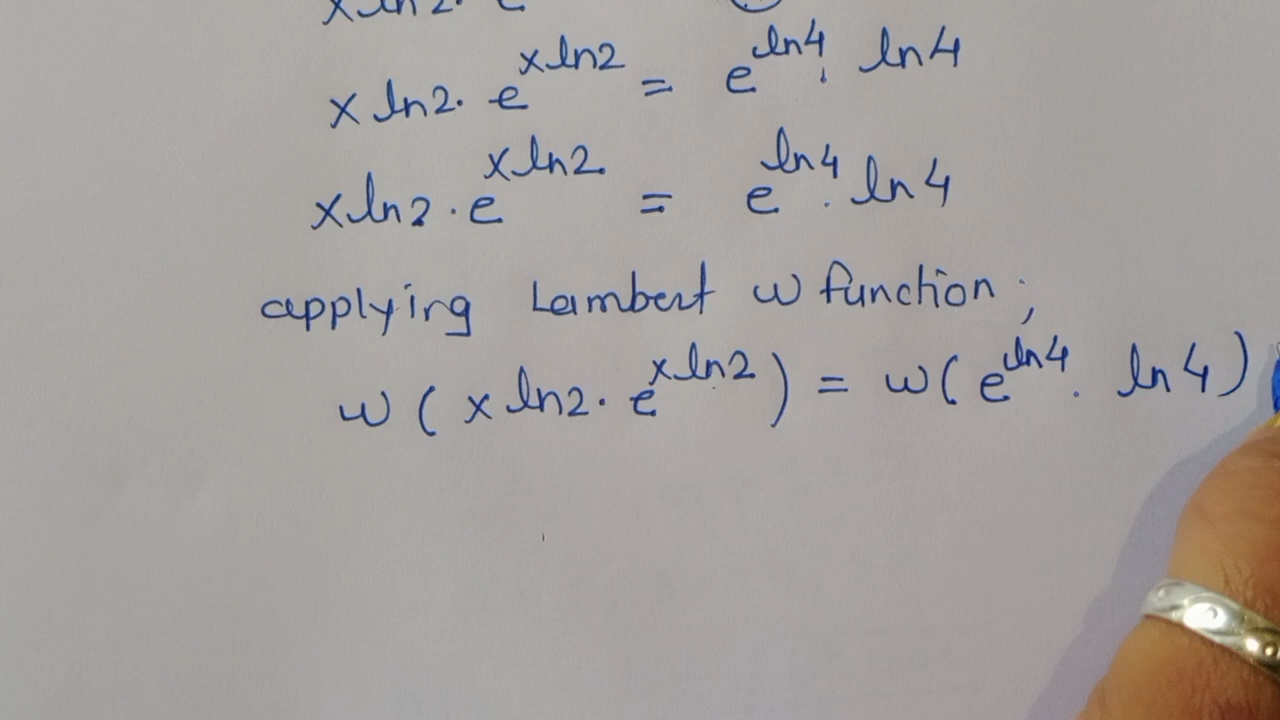 x ln2 · e^{x ln2} = e^{ln4} · ln4
x ln2 · e^{x ln2} = e^{ln4} · ln4
applying Lambert W function ;
W ( x ln2 · e^{x ln2} ) = W ( e^{ln4} · ln4 )